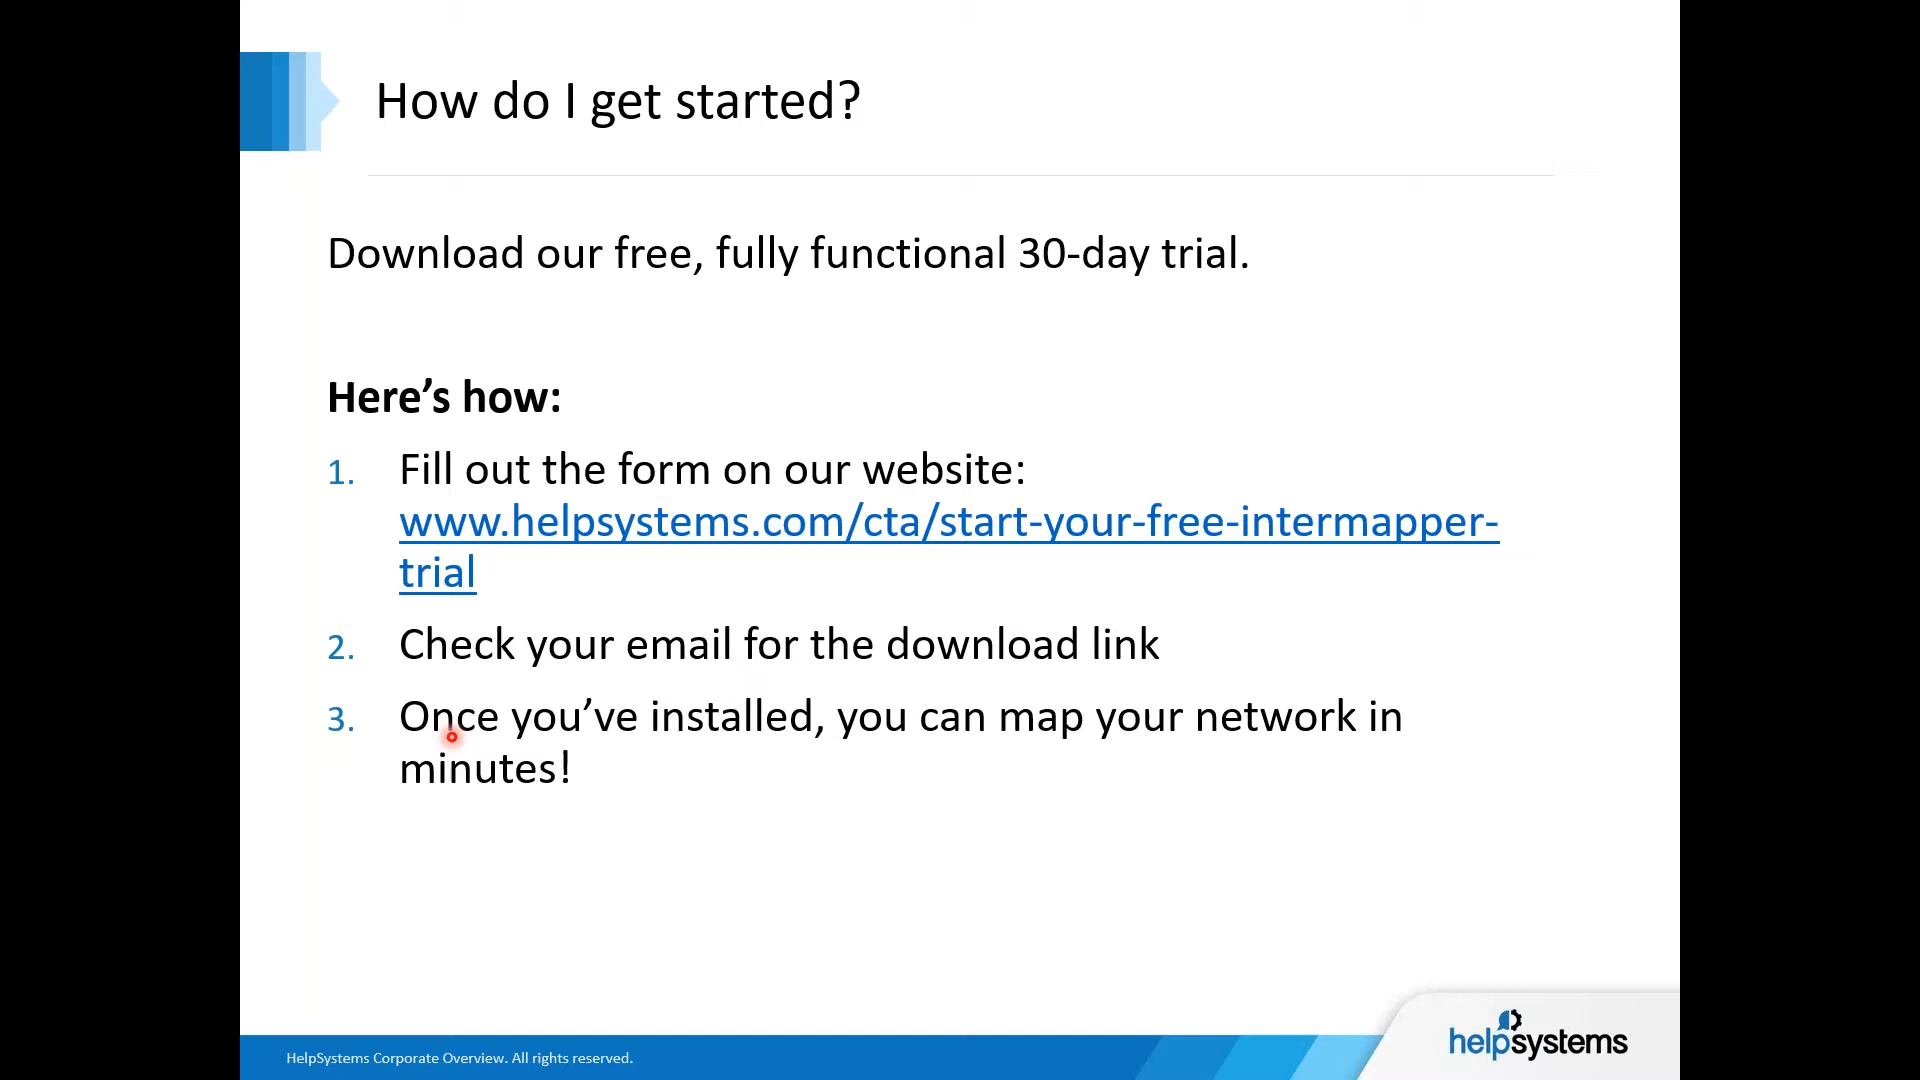 How do I get started?
Download our free, fully functional 30-day trial.
Here’s how:
1. Fill out the form on our website:
www.helpsystems.com/cta/start-your-free-intermapper-
trial
2. Check your email for the download link
3. Once you’ve installed, you can map your network in
minutes!
HelpSystems Corporate Overview. All rights reserved.
helpsystems